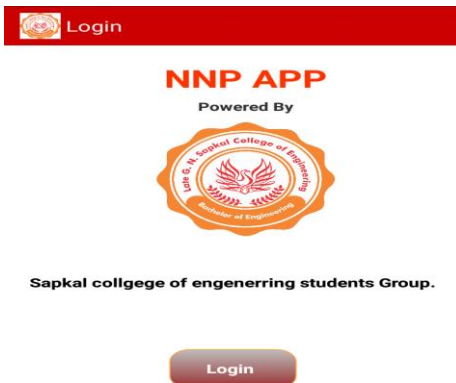 Login
NNP APP
Powered By
Late G. N. Sapkal College of Engineering
Bachelor of Engineering
Sapkal collgege of engenerring students Group.
Login